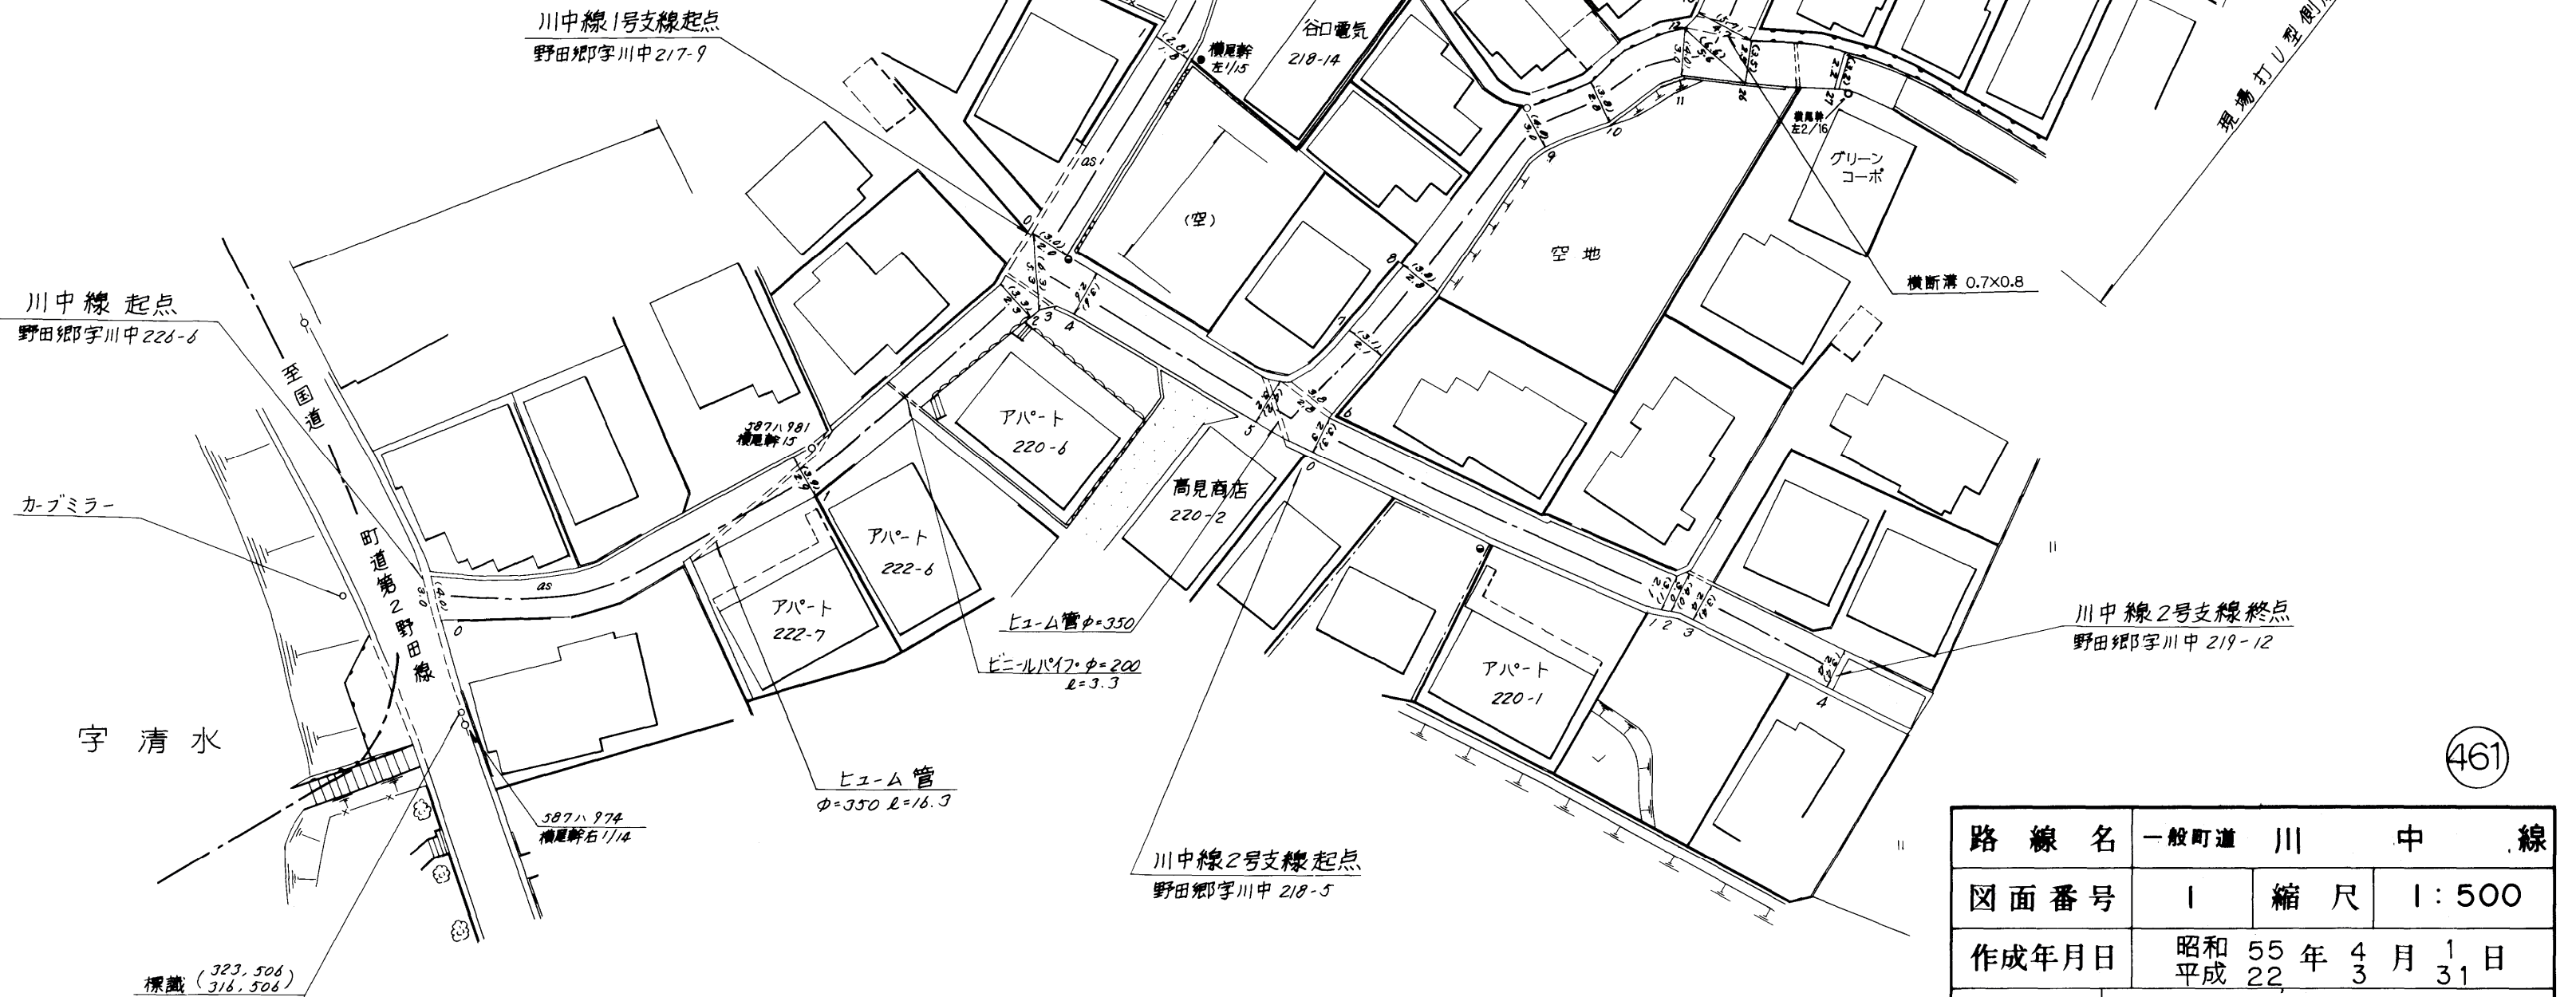 川中線1号支線起点
野田郷字川中217-9
谷口電気
218-14
横尾幹
左1/15
as
(空)
空地
横尾幹
左2/16
グリーン
コーポ
横断溝 0.7×0.8
現場打U型側
川中線 起点
野田郷字川中226-6
至国道
町道第2野田線
カーブミラー
587ハ981
横尾幹15
as
アパート
220-6
高見商店
220-2
アパート
222-6
アパート
222-7
ヒューム管φ=350
ビニールパイプ φ=200
ℓ=3.3
アパート
220-1
川中線2号支線終点
野田郷字川中 219-12
字清水
ヒューム管
φ=350 ℓ=16.3
587ハ974
横尾幹右1/14
川中線2号支線起点
野田郷字川中 218-5
標識 (323,506)
(316,506)
461
路線名 一般町道 川中線
図面番号 1 縮尺 1:500
作成年月日 昭和 55 年 4 月 1 日
平成 22 3 31